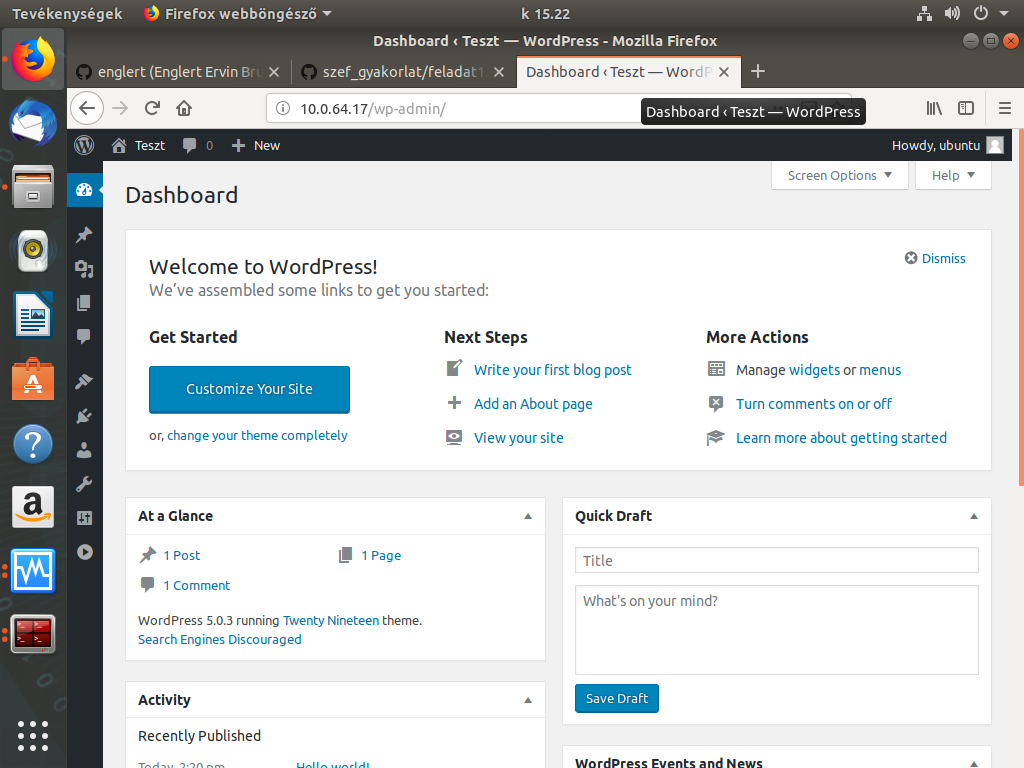 Tevékenységek Firefox webböngésző k 15.22
Dashboard ‹ Teszt — WordPress - Mozilla Firefox
englert (Englert Ervin Bru szef_gyakorlat/feladat1 Dashboard ‹ Teszt — WordP
10.0.64.17/wp-admin/
Dashboard ‹ Teszt — WordPress
Teszt 0 New Howdy, ubuntu
Screen Options Help
Dashboard
Dismiss
Welcome to WordPress!
We've assembled some links to get you started:
Get Started Next Steps More Actions
Customize Your Site Write your first blog post Manage widgets or menus
Add an About page Turn comments on or off
or, change your theme completely View your site Learn more about getting started
At a Glance Quick Draft
1 Post 1 Page Title
1 Comment What's on your mind?
WordPress 5.0.3 running Twenty Nineteen theme.
Search Engines Discouraged
Save Draft
Activity
Recently Published
Today, 2:20 pm Hello world!
WordPress Events and News